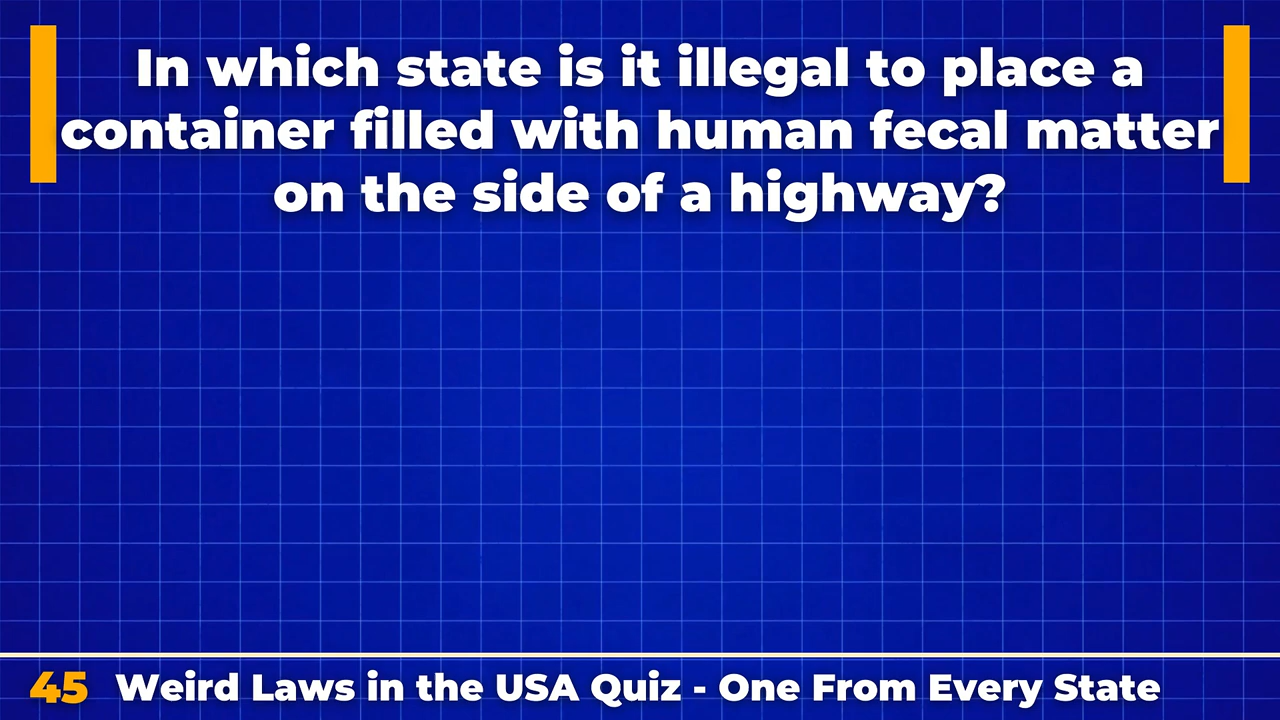 In which state is it illegal to place a
container filled with human fecal matter
on the side of a highway?
45 Weird Laws in the USA Quiz - One From Every State